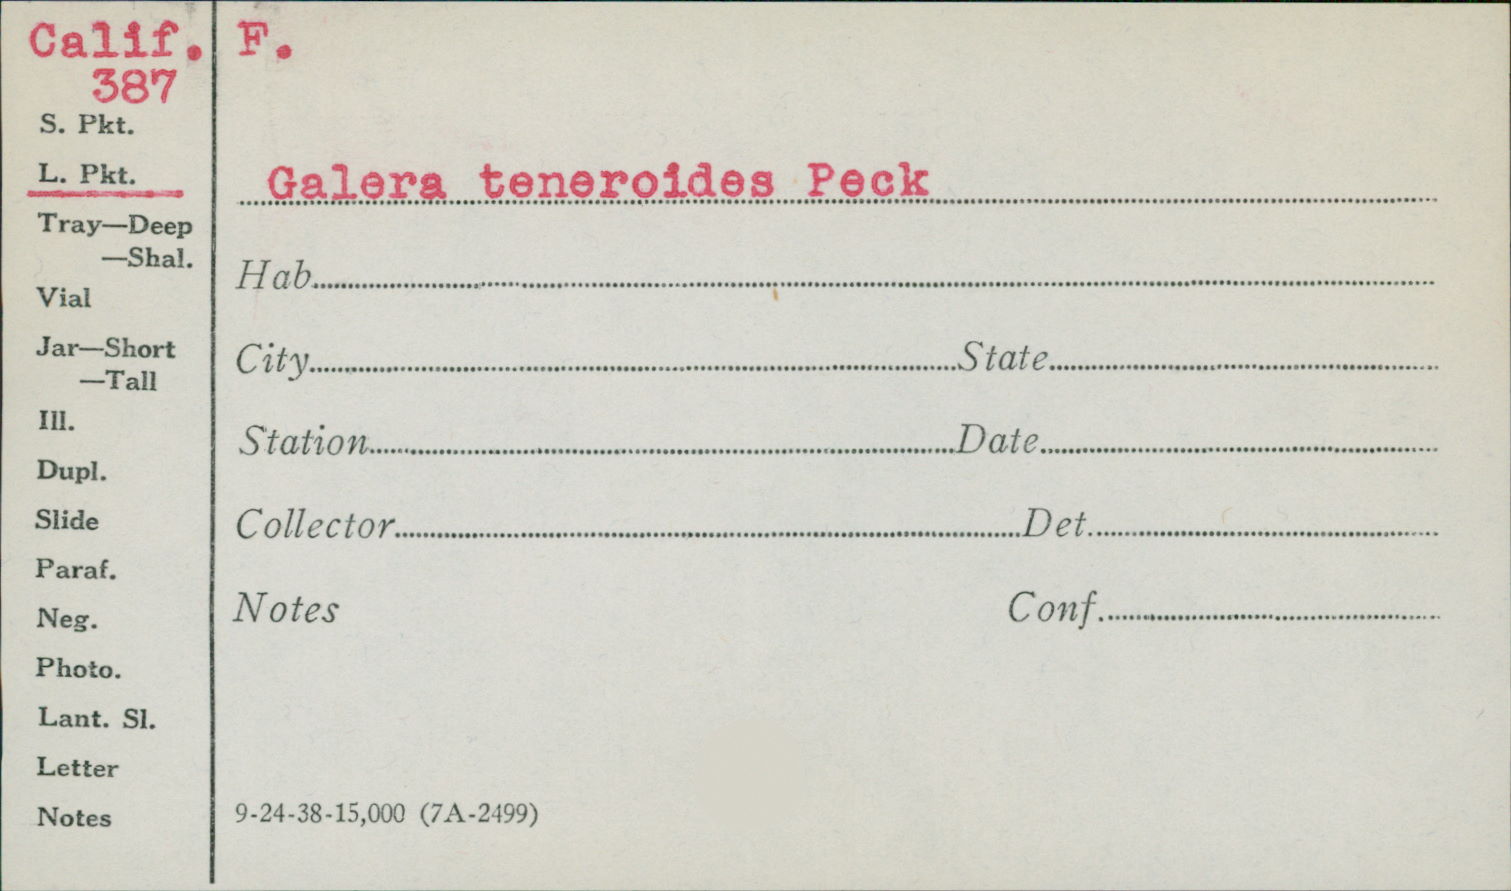 Calif. F.
387
S. Pkt.
L. Pkt.
Galera teneroides Peck
Tray—Deep
—Shal.
Hab.
Vial
Jar—Short
—Tall
City State
Ill.
Station Date
Dupl.
Slide
Collector Det.
Paraf.
Neg.
Notes Conf.
Photo.
Lant. Sl.
Letter
Notes
9-24-38-15,000 (7A-2499)